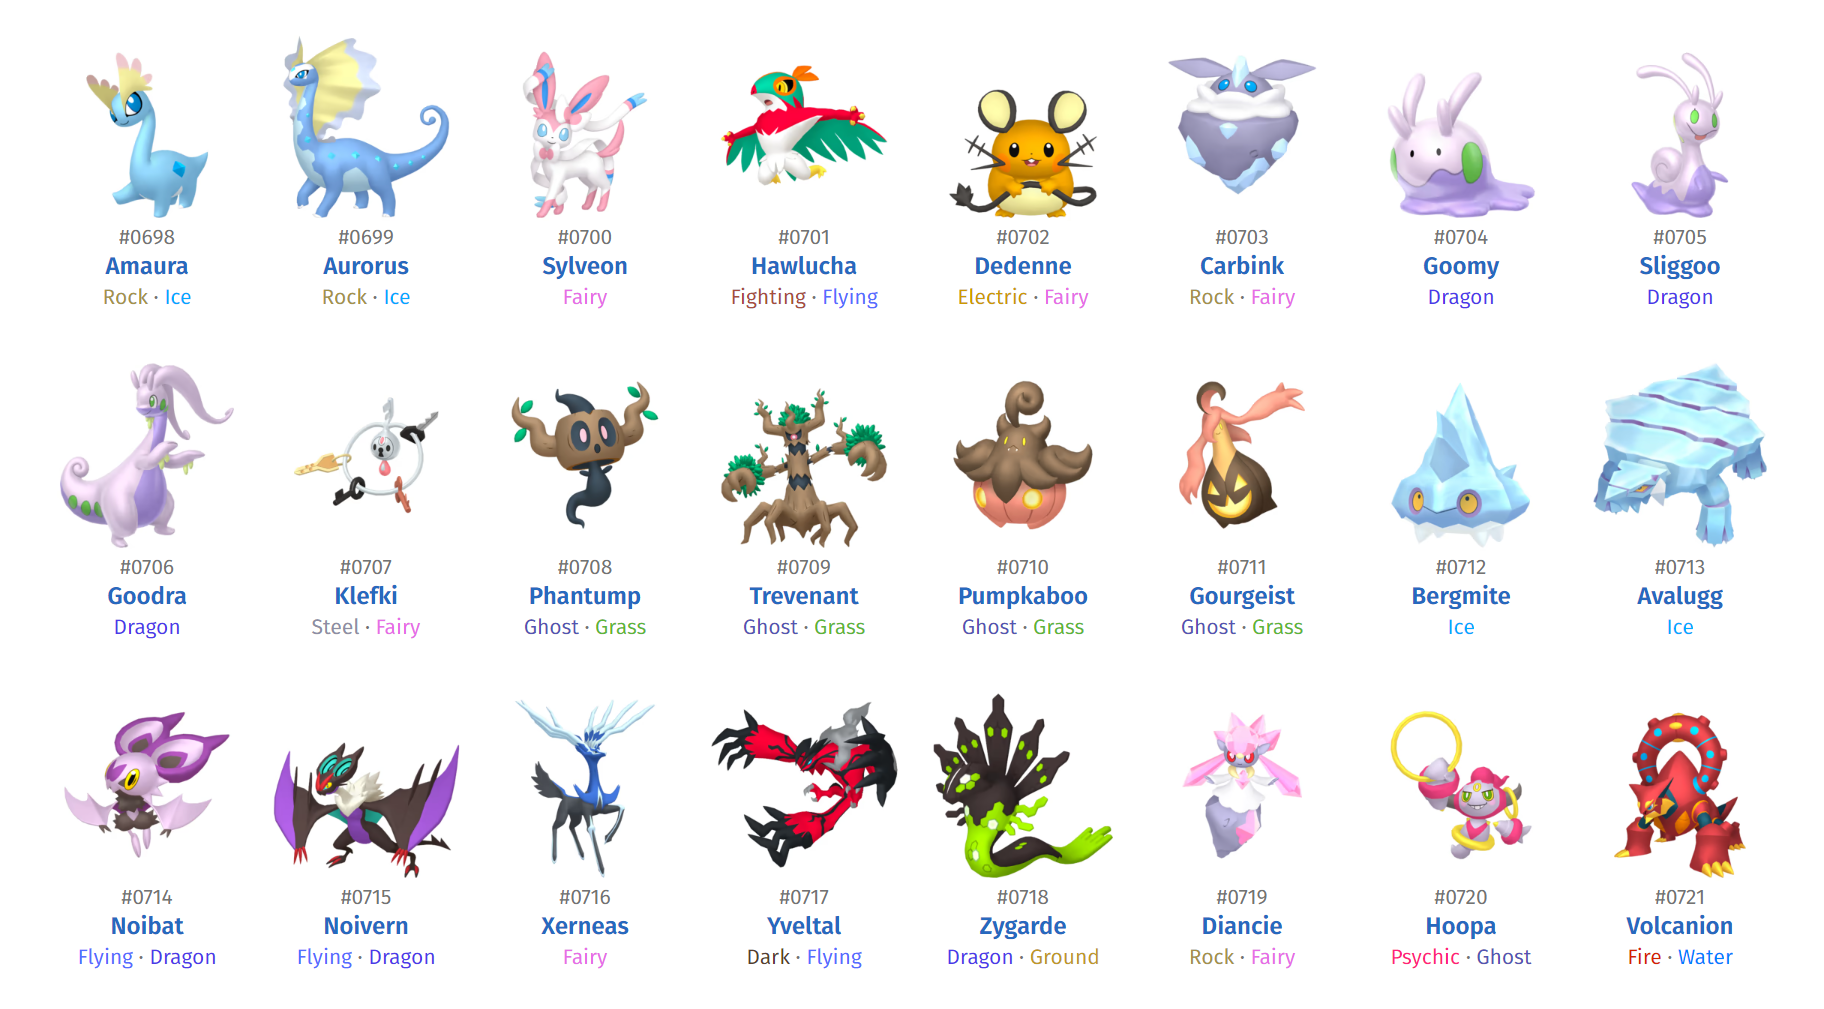 #0698 #0699 #0700 #0701 #0702 #0703 #0704 #0705
Amaura Aurorus Sylveon Hawlucha Dedenne Carbink Goomy Sliggoo
Rock · Ice Rock · Ice Fairy Fighting · Flying Electric · Fairy Rock · Fairy Dragon Dragon
#0706 #0707 #0708 #0709 #0710 #0711 #0712 #0713
Goodra Klefki Phantump Trevenant Pumpkaboo Gourgeist Bergmite Avalugg
Dragon Steel · Fairy Ghost · Grass Ghost · Grass Ghost · Grass Ghost · Grass Ice Ice
#0714 #0715 #0716 #0717 #0718 #0719 #0720 #0721
Noibat Noivern Xerneas Yveltal Zygarde Diancie Hoopa Volcanion
Flying · Dragon Flying · Dragon Fairy Dark · Flying Dragon · Ground Rock · Fairy Psychic · Ghost Fire · Water